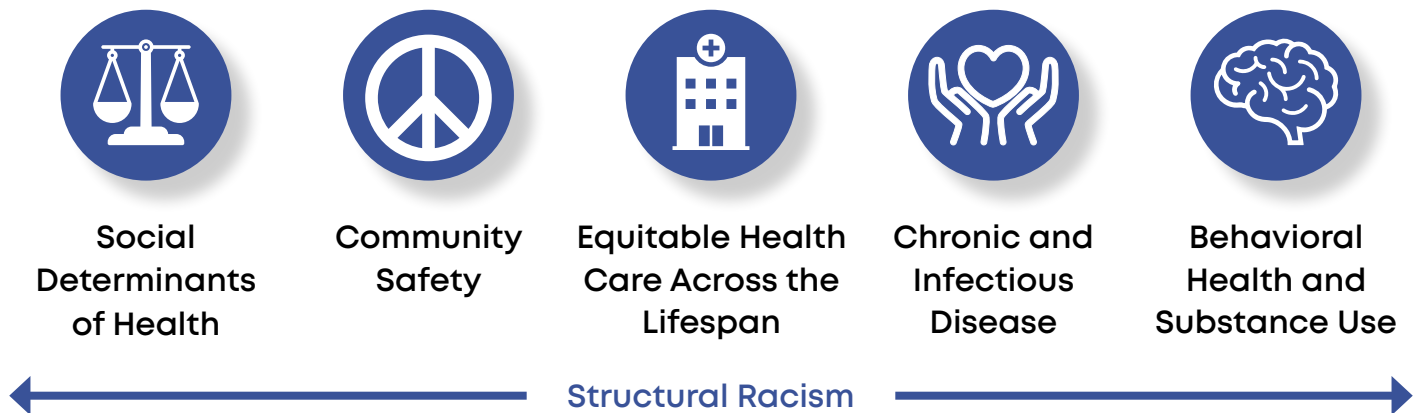 Social
Determinants
of Health
Community
Safety
Equitable Health
Care Across the
Lifespan
Chronic and
Infectious
Disease
Behavioral
Health and
Substance Use
Structural Racism